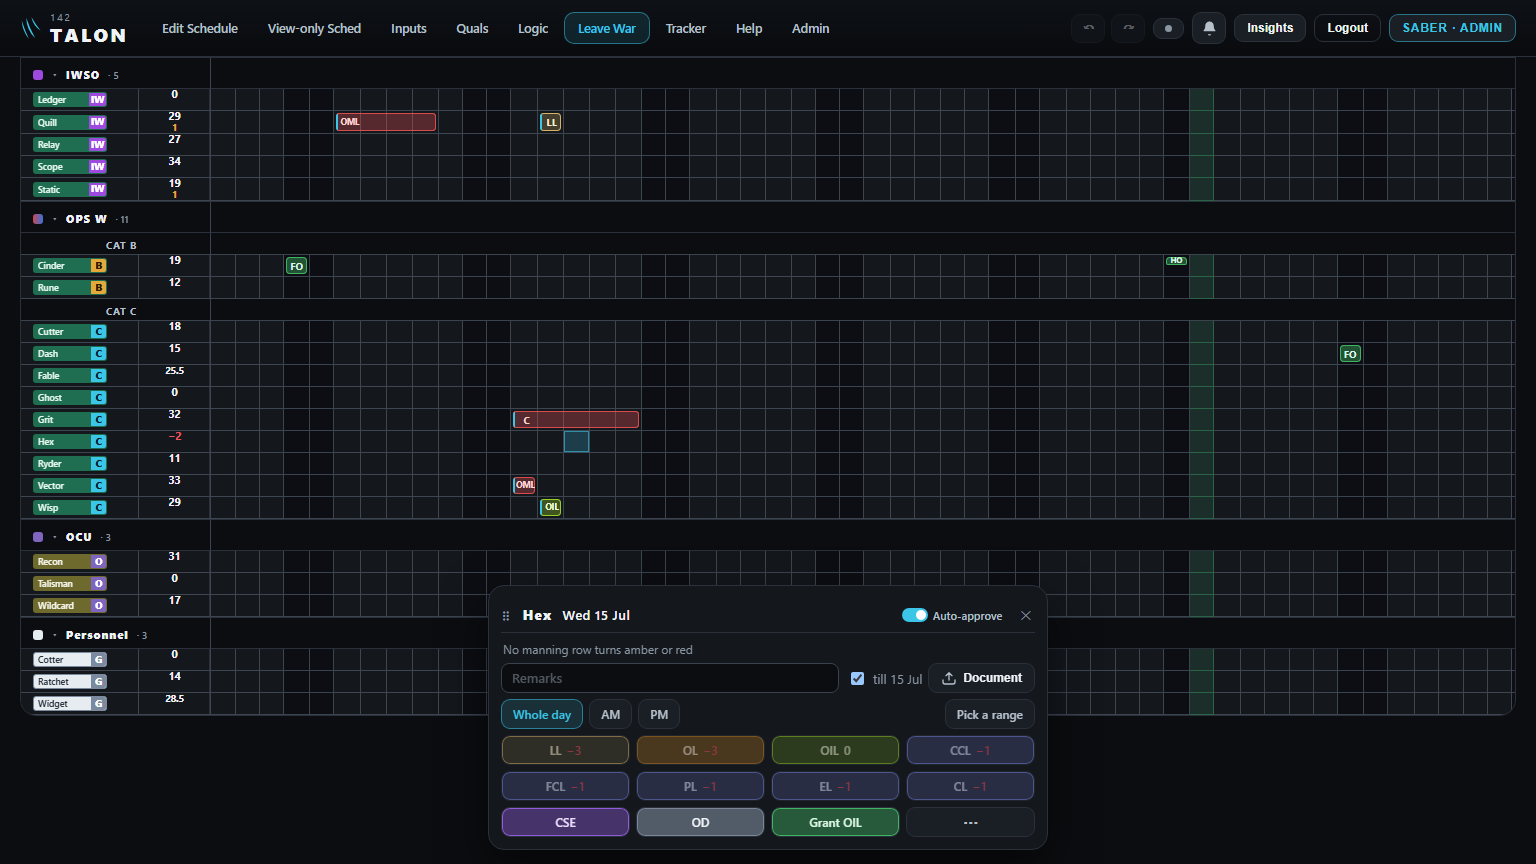 142
TALON
Edit Schedule
View-only Sched
Inputs
Quals
Logic
Leave War
Tracker
Help
Admin
Insights
Logout
SABER · ADMIN
IWSO · 5
Ledger IW 0
Quill IW 29 OML LL
1
Relay IW 27
Scope IW 34
Static IW 19
1
OPS W · 11
CAT B
Cinder B 19 FO HO
Rune B 12
CAT C
Cutter C 18
Dash C 15 FO
Fable C 25.5
Ghost C 0
Grit C 32 C
Hex C −2
Ryder C 11
Vector C 33 OML
Wisp C 29 OIL
OCU · 3
Recon O 31
Talisman O 0
Wildcard O 17
Personnel · 3
Cotter G 0
Ratchet G 14
Widget G 28.5
Hex Wed 15 Jul Auto-approve
No manning row turns amber or red
Remarks till 15 Jul Document
Whole day AM PM Pick a range
LL −3 OL −3 OIL 0 CCL −1
FCL −1 PL −1 EL −1 CL −1
CSE OD Grant OIL ---